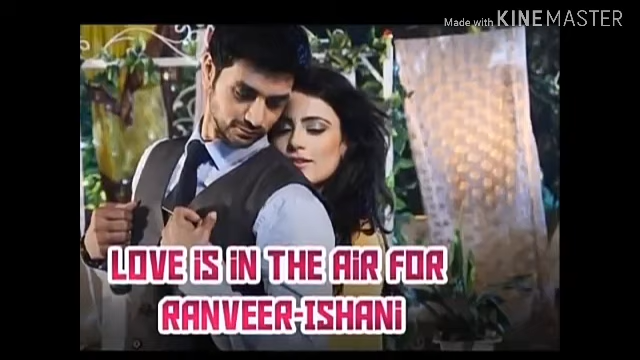 Made with KINEMASTER
LOVE IS IN THE AIR FOR
RANVEER-ISHANI